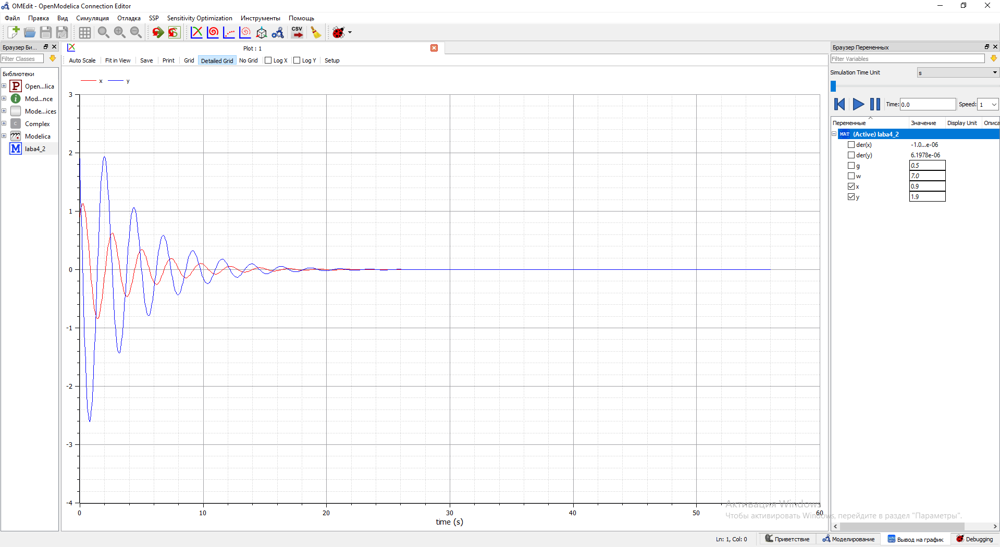 OMEdit - OpenModelica Connection Editor
Файл Правка Вид Симуляция Отладка SSP Sensitivity Optimization Инструменты Помощь
CSV
Браузер Би...
Filter Classes
Библиотеки
P Open...lica
i Mod...nce
Mode...ices
C Complex
Modelica
M laba4_2
Plot : 1
Auto Scale Fit in View Save Print Grid Detailed Grid No Grid Log X Log Y Setup
x y
3
2
1
0
-1
-2
-3
-4
0 10 20 30 40 50 60
time (s)
Браузер Переменных
Filter Variables
Simulation Time Unit s
Time: 0.0 Speed: 1
Переменные Значение Display Unit Описа
MAT (Active) laba4_2
der(x) -1.0...e-06
der(y) 6.1978e-06
g 0.5
w 7.0
x 0.9
y 1.9
Активация Windows
Чтобы активировать Windows, перейдите в раздел "Параметры".
Ln: 1, Col: 0 Приветствие Моделирование Вывод на график Debugging